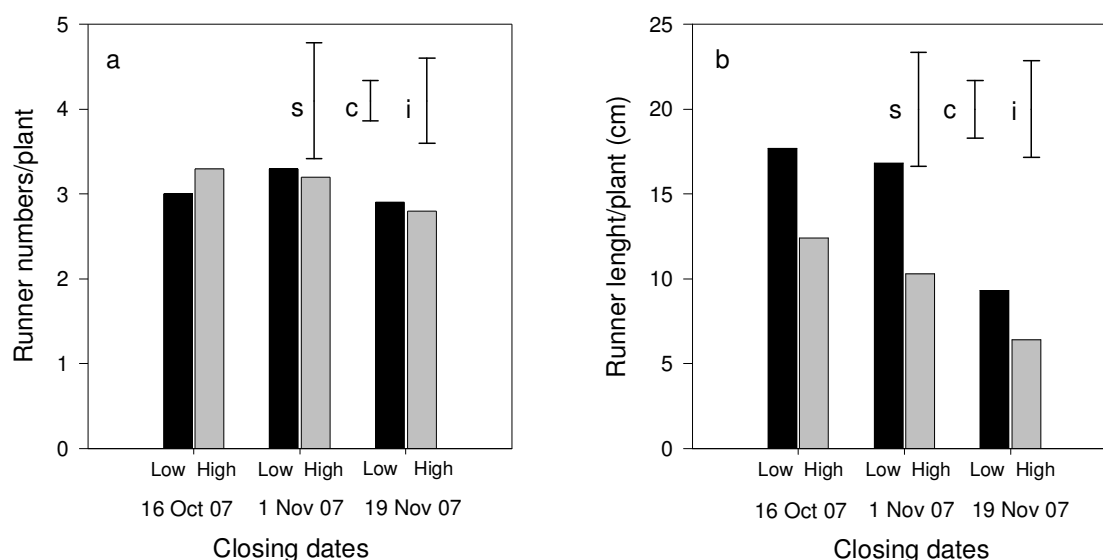 a
s c i
Runner numbers/plant
5
4
3
2
1
0
Low High Low High Low High
16 Oct 07 1 Nov 07 19 Nov 07
Closing dates
b
s c i
Runner lenght/plant (cm)
25
20
15
10
5
0
Low High Low High Low High
16 Oct 07 1 Nov 07 19 Nov 07
Closing dates